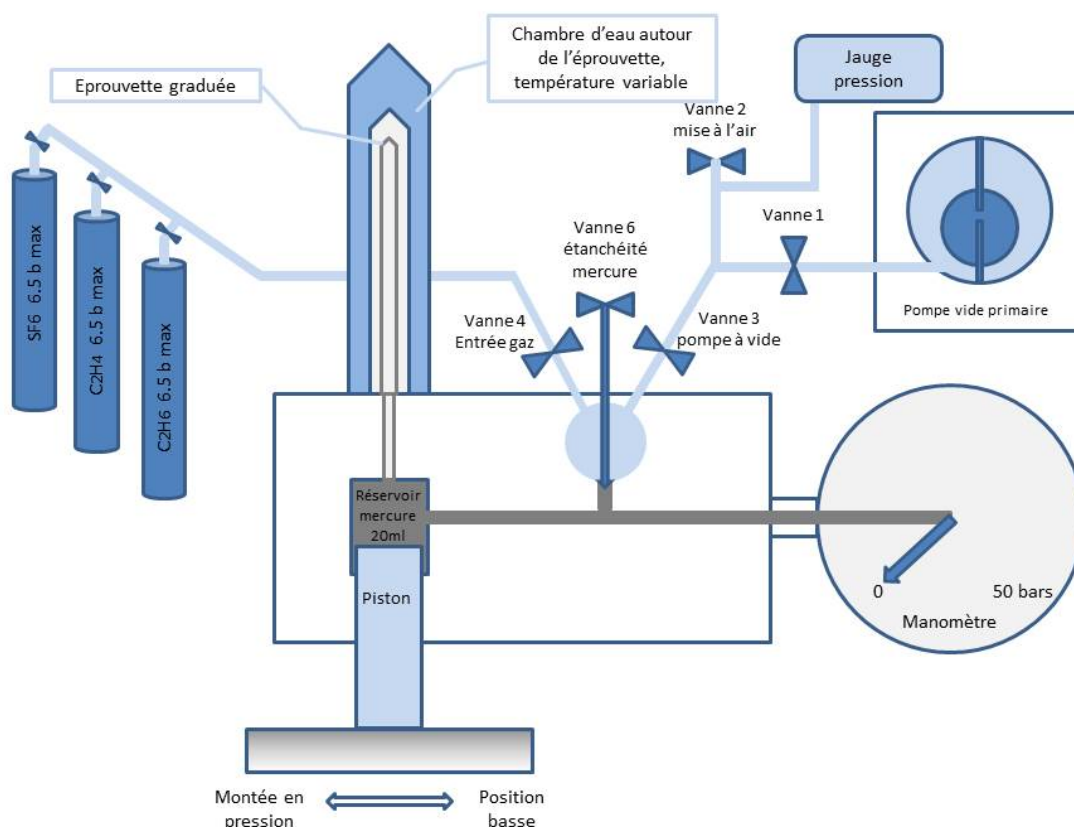 Chambre d'eau autour
de l'éprouvette,
température variable
Eprouvette graduée
Jauge
pression
Vanne 2
mise à l'air
Vanne 1
Pompe vide primaire
Vanne 6
étanchéité
mercure
Vanne 4
Entrée gaz
Vanne 3
pompe à vide
SF6 6.5 b max
C2H4 6.5 b max
C2H6 6.5 b max
Réservoir
mercure
20ml
Piston
0
50 bars
Manomètre
Montée en
pression
Position
basse